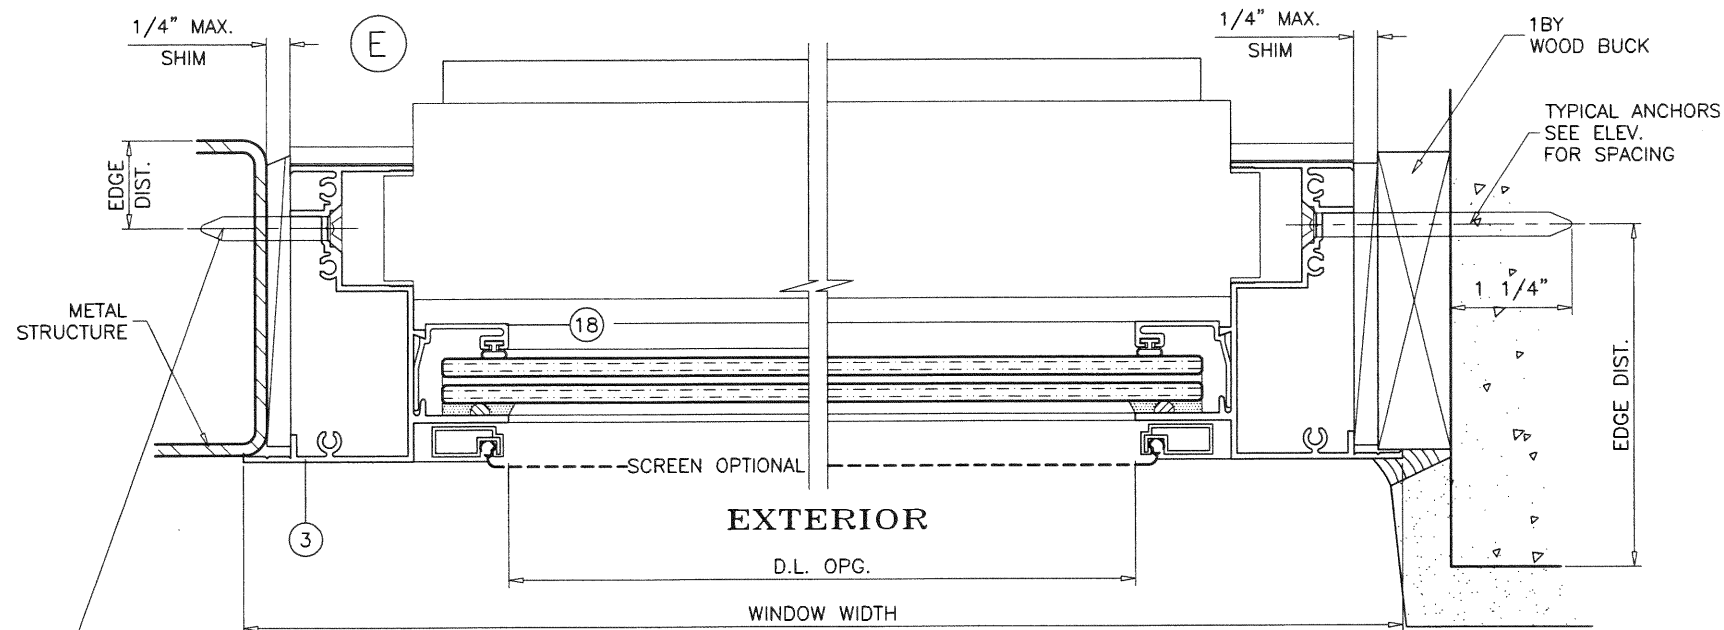 1/4" MAX.
SHIM
E
1/4" MAX.
SHIM
1BY
WOOD BUCK
TYPICAL ANCHORS
SEE ELEV.
FOR SPACING
EDGE
DIST.
METAL
STRUCTURE
18
1 1/4"
EDGE DIST.
SCREEN OPTIONAL
EXTERIOR
3
D.L. OPG.
WINDOW WIDTH